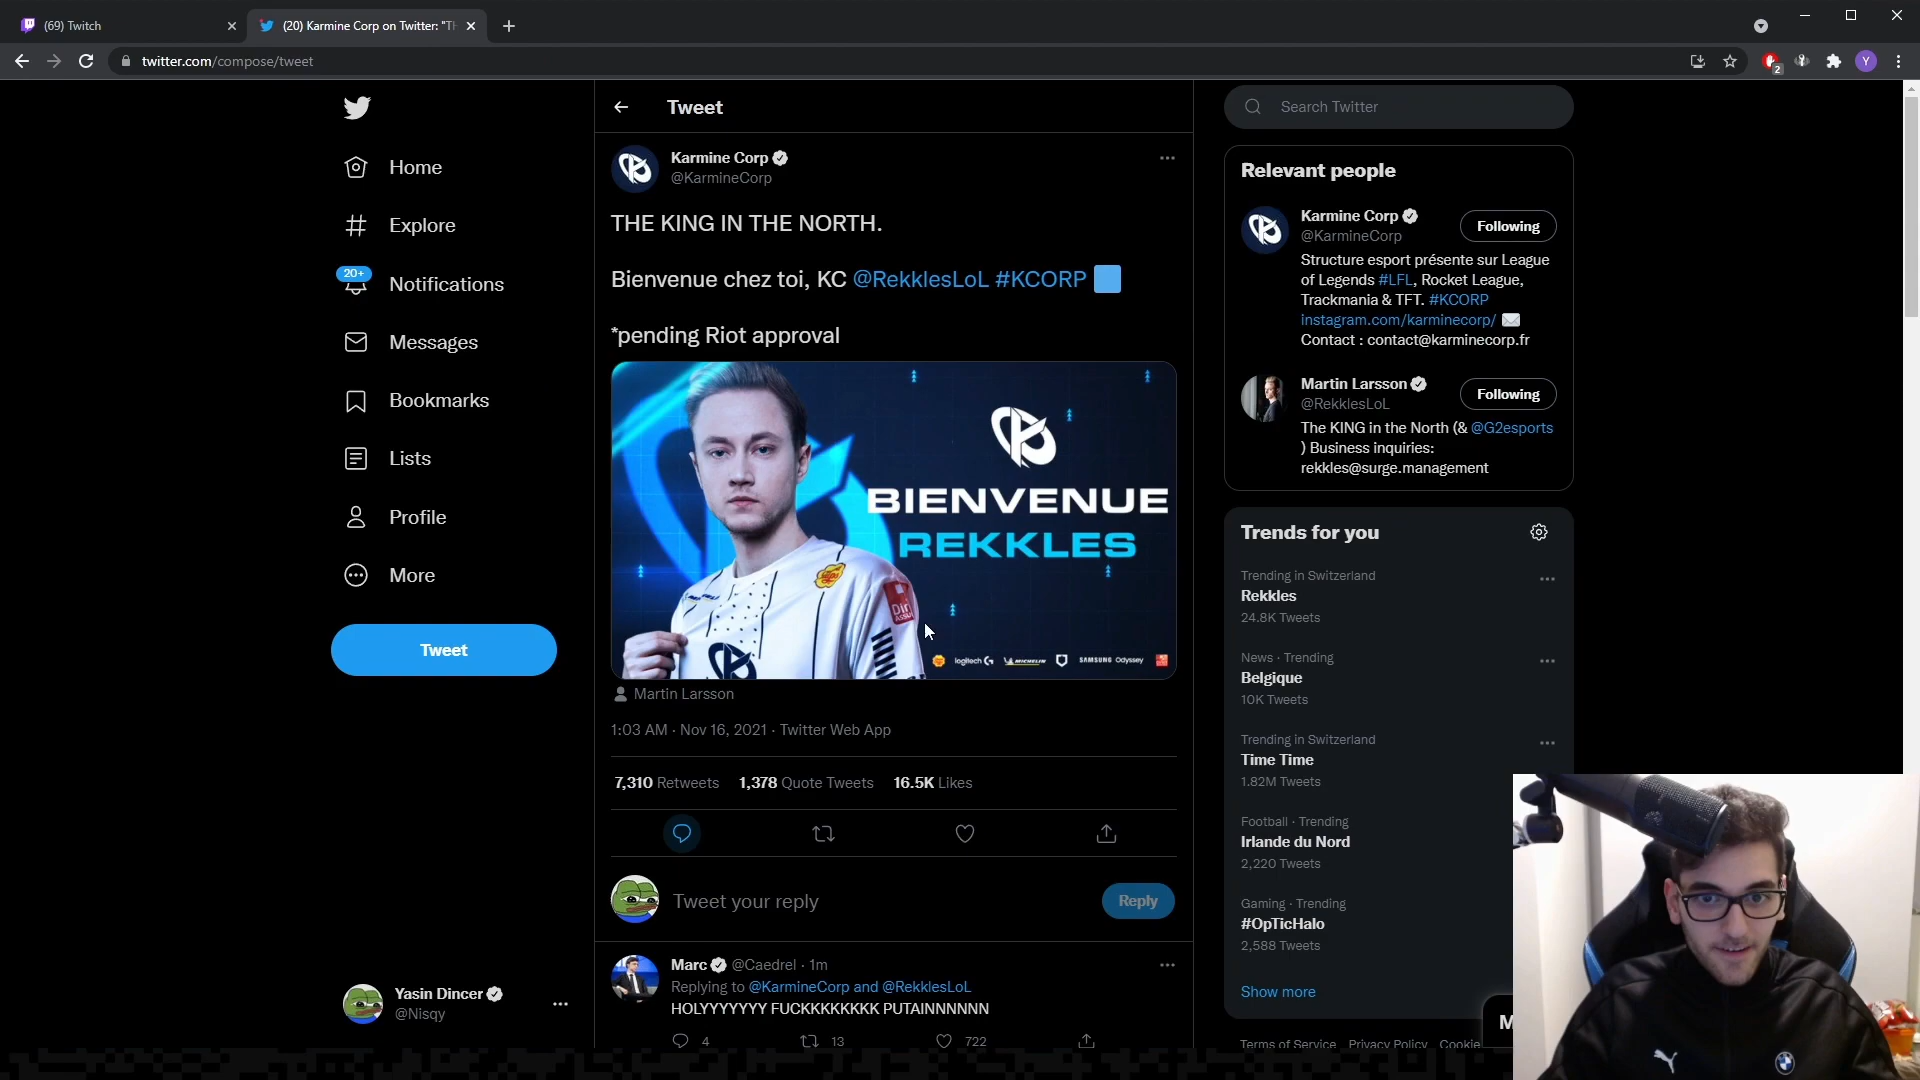 (69) Twitch
(20) Karmine Corp on Twitter: "Th
twitter.com/compose/tweet
2
Y
Home
Explore
20+
Notifications
Messages
Bookmarks
Lists
Profile
More
Tweet
Yasin Dincer
@Nisqy
Tweet
Karmine Corp
@KarmineCorp
THE KING IN THE NORTH.
Bienvenue chez toi, KC @RekklesLoL #KCORP
*pending Riot approval
BIENVENUE
REKKLES
logitech G MICHELIN SAMSUNG Odyssey
Martin Larsson
1:03 AM · Nov 16, 2021 · Twitter Web App
7,310 Retweets 1,378 Quote Tweets 16.5K Likes
Tweet your reply
Reply
Marc @Caedrel · 1m
Replying to @KarmineCorp and @RekklesLoL
HOLYYYYYYY FUCKKKKKKKK PUTAINNNNNN
4 13 722
Search Twitter
Relevant people
Karmine Corp
@KarmineCorp
Following
Structure esport présente sur League
of Legends #LFL, Rocket League,
Trackmania & TFT. #KCORP
instagram.com/karminecorp/
Contact : contact@karminecorp.fr
Martin Larsson
@RekklesLoL
Following
The KING in the North (& @G2esports
) Business inquiries:
rekkles@surge.management
Trends for you
Trending in Switzerland
Rekkles
24.8K Tweets
News · Trending
Belgique
10K Tweets
Trending in Switzerland
Time Time
1.82M Tweets
Football · Trending
Irlande du Nord
2,220 Tweets
Gaming · Trending
#OpTicHalo
2,588 Tweets
Show more
Terms of Service Privacy Policy Cookie
M